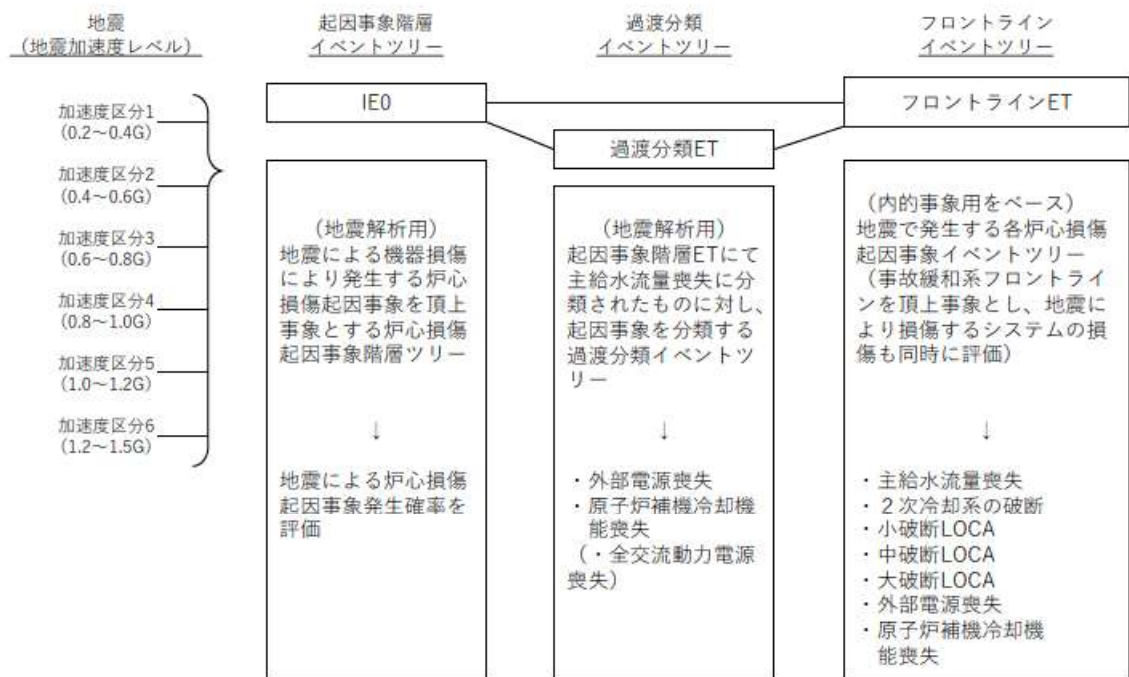 地震
（地震加速度レベル）
起因事象階層
イベントツリー
過渡分類
イベントツリー
フロントライン
イベントツリー
加速度区分1
(0.2～0.4G)
加速度区分2
(0.4～0.6G)
加速度区分3
(0.6～0.8G)
加速度区分4
(0.8～1.0G)
加速度区分5
(1.0～1.2G)
加速度区分6
(1.2～1.5G)
IE0
過渡分類ET
フロントラインET
（地震解析用）
地震による機器損傷
により発生する炉心
損傷起因事象を頂上
事象とする炉心損傷
起因事象階層ツリー
↓
地震による炉心損傷
起因事象発生確率を
評価
（地震解析用）
起因事象階層ETにて
主給水流量喪失に分
類されたものに対し、
起因事象を分類する
過渡分類イベントツ
リー
↓
・外部電源喪失
・原子炉補機冷却機
能喪失
（・全交流動力電源
喪失）
（内的事象用をベース）
地震で発生する各炉心損傷
起因事象イベントツリー
（事故緩和系フロントライ
ンを頂上事象とし、地震に
より損傷するシステムの損
傷も同時に評価）
↓
・主給水流量喪失
・２次冷却系の破断
・小破断LOCA
・中破断LOCA
・大破断LOCA
・外部電源喪失
・原子炉補機冷却機
能喪失